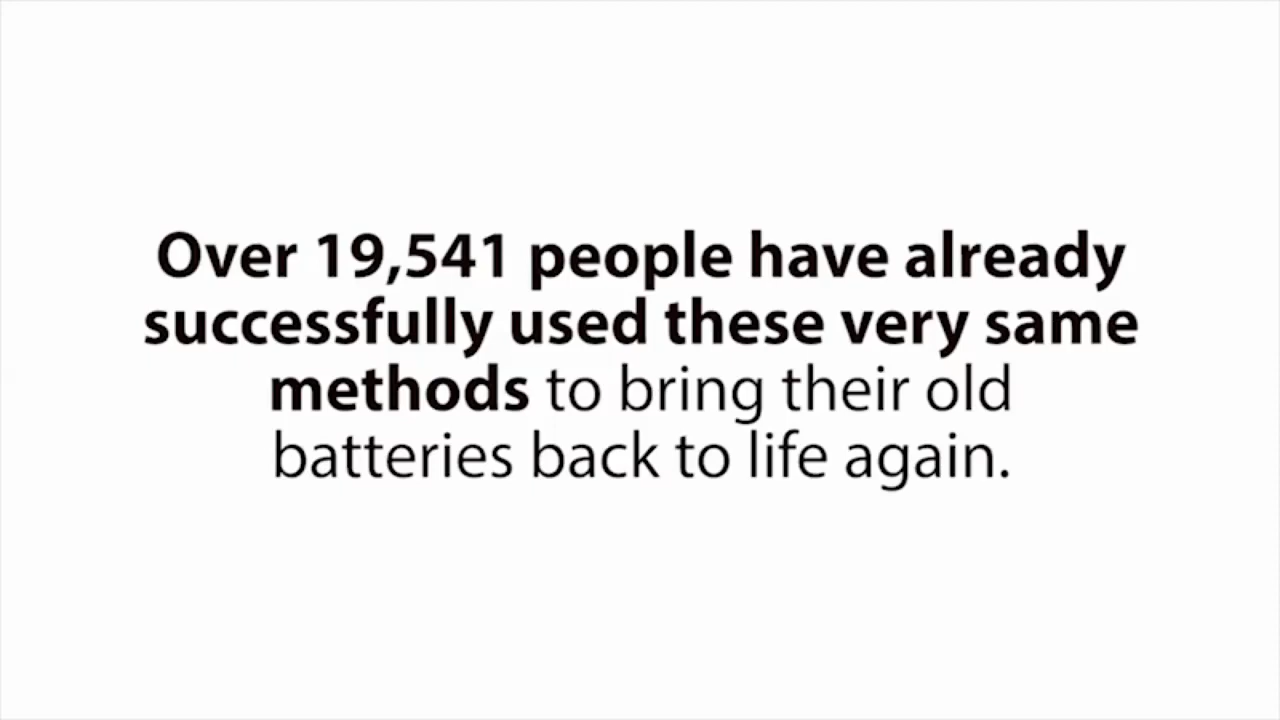 Over 19,541 people have already
successfully used these very same
methods to bring their old
batteries back to life again.